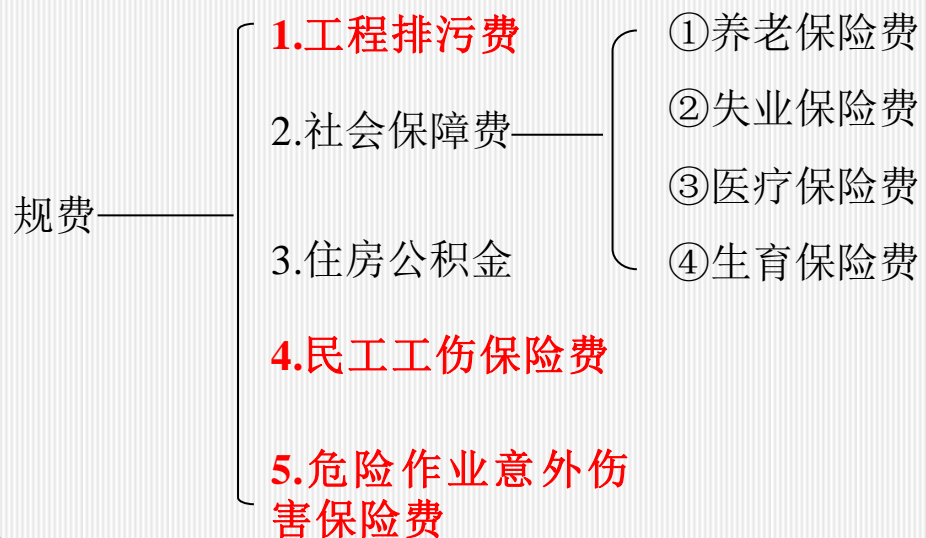 规费
1.工程排污费
2.社会保障费
3.住房公积金
4.民工工伤保险费
5.危险作业意外伤
害保险费
①养老保险费
②失业保险费
③医疗保险费
④生育保险费